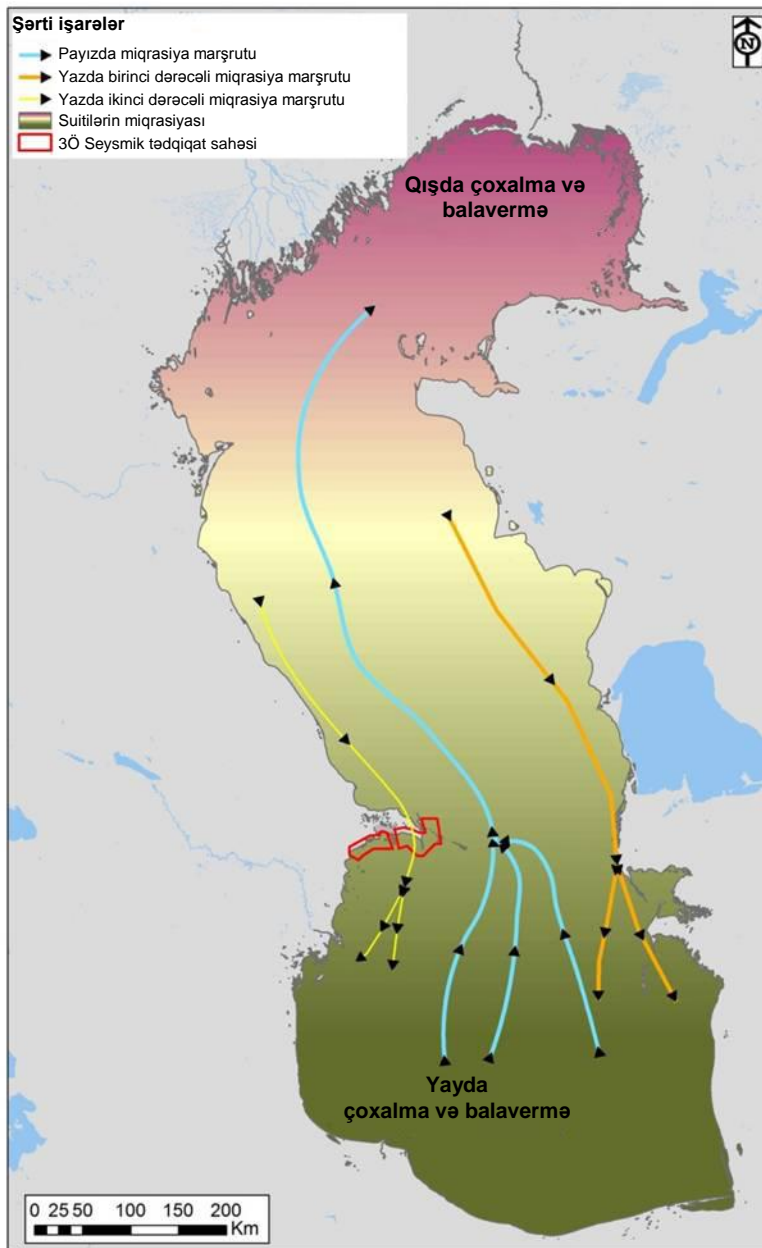 Şərti işarələr
Payızda miqrasiya marşrutu
Yazda birinci dərəcəli miqrasiya marşrutu
Yazda ikinci dərəcəli miqrasiya marşrutu
Suitilərin miqrasiyası
3Ö Seysmik tədqiqat sahəsi
N
Qışda çoxalma və
balavermə
Yayda
çoxalma və balavermə
0 25 50 100 150 200
Km